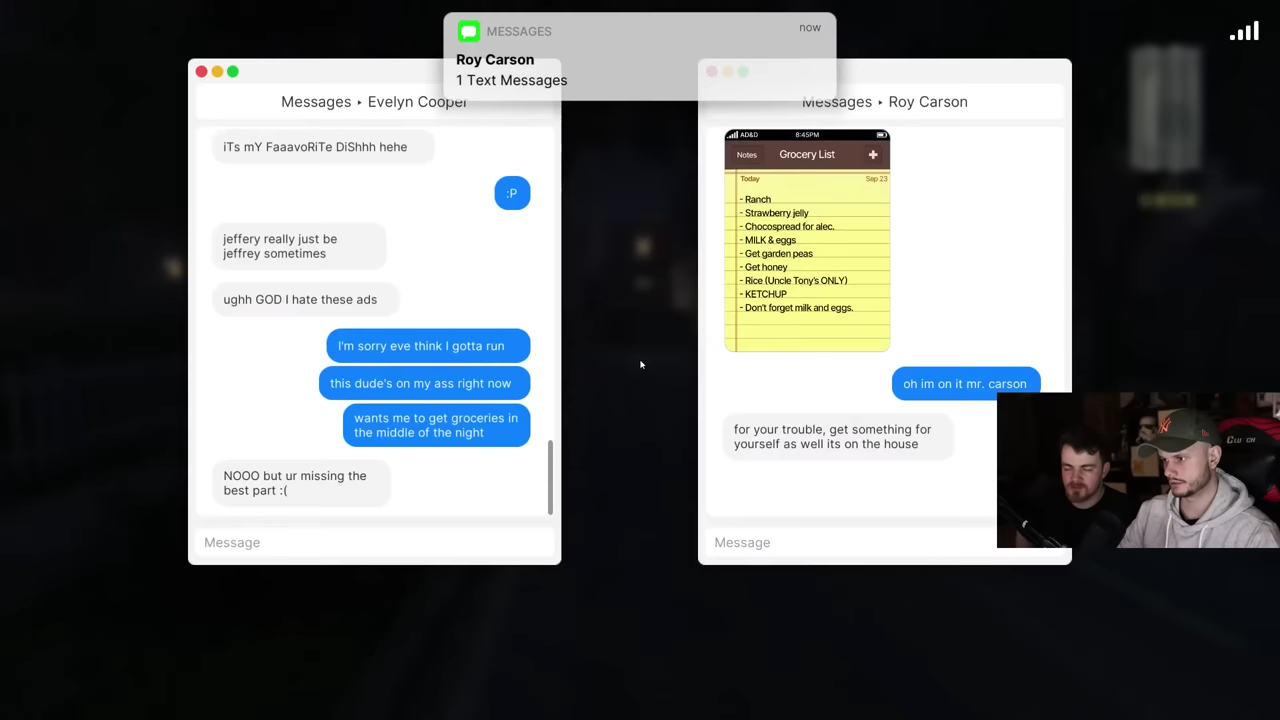 MESSAGES
now
Roy Carson
1 Text Messages
Messages ▸ Evelyn Cooper
iTs mY FaaavoRiTe DiShhh hehe
:P
jeffery really just be
jeffrey sometimes
ughh GOD I hate these ads
I'm sorry eve think I gotta run
this dude's on my ass right now
wants me to get groceries in
the middle of the night
NOOO but ur missing the
best part :(
Message
Messages ▸ Roy Carson
AD&D
8:45PM
Notes
Grocery List
Today
Sep 23
- Ranch
- Strawberry jelly
- Chocospread for alec.
- MILK & eggs
- Get garden peas
- Get honey
- Rice (Uncle Tony's ONLY)
- KETCHUP
- Don't forget milk and eggs.
oh im on it mr. carson
for your trouble, get something for
yourself as well its on the house
Message
CLUTCH